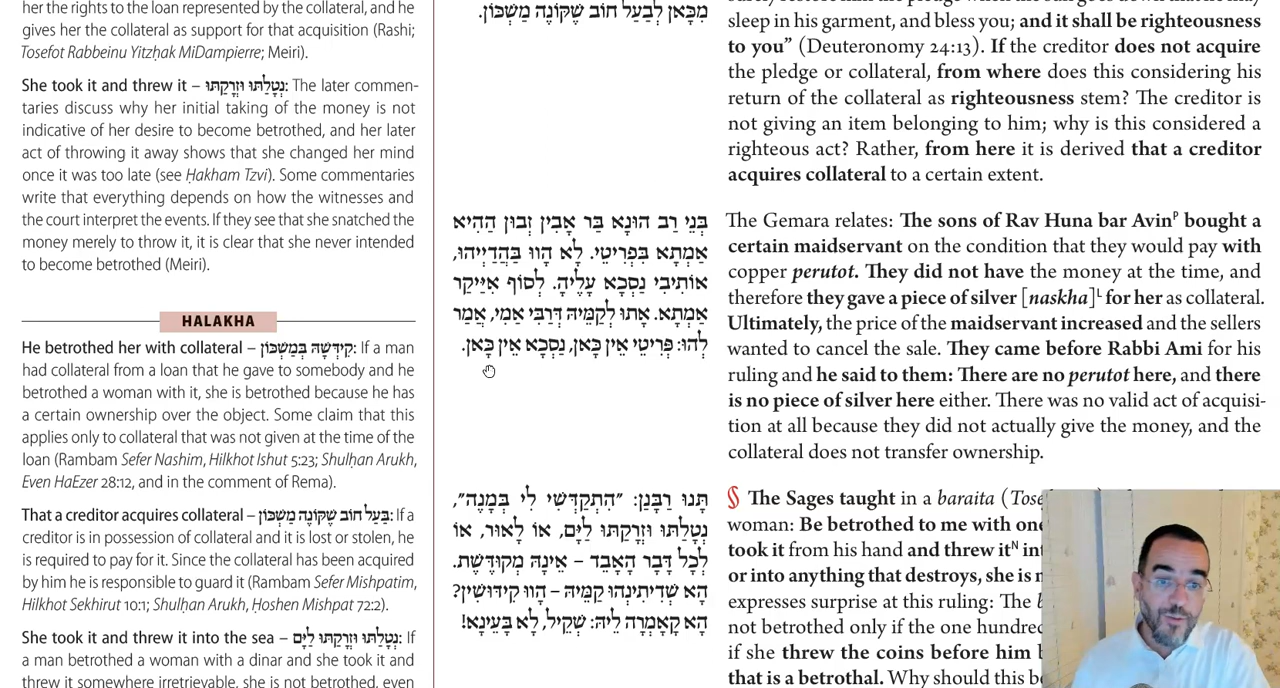 her the rights to the loan represented by the collateral, and he
gives her the collateral as support for that acquisition (Rashi;
Tosefot Rabbeinu Yitzḥak MiDampierre; Meiri).
She took it and threw it – נְטָלַתּוּ וּזְרָקַתּוּ: The later commen-
taries discuss why her initial taking of the money is not
indicative of her desire to become betrothed, and her later
act of throwing it away shows that she changed her mind
once it was too late (see Ḥakham Tzvi). Some commentaries
write that everything depends on how the witnesses and
the court interpret the events. If they see that she snatched the
money merely to throw it, it is clear that she never intended
to become betrothed (Meiri).
HALAKHA
He betrothed her with collateral – קִידְּשָׁהּ בְּמַשְׁכּוֹן: If a man
had collateral from a loan that he gave to somebody and he
betrothed a woman with it, she is betrothed because he has
a certain ownership over the object. Some claim that this
applies only to collateral that was not given at the time of the
loan (Rambam Sefer Nashim, Hilkhot Ishut 5:23; Shulḥan Arukh,
Even HaEzer 28:12, and in the comment of Rema).
That a creditor acquires collateral – בַּעַל חוֹב שֶׁקּוֹנֶה מַשְׁכּוֹן: If a
creditor is in possession of collateral and it is lost or stolen, he
is required to pay for it. Since the collateral has been acquired
by him he is responsible to guard it (Rambam Sefer Mishpatim,
Hilkhot Sekhirut 10:1; Shulḥan Arukh, Ḥoshen Mishpat 72:2).
She took it and threw it into the sea – נְטָלַתּוּ וּזְרָקַתּוּ לַיָּם: If
a man betrothed a woman with a dinar and she took it and
threw it somewhere irretrievable, she is not betrothed, even
מִכָּאן לְבַעַל חוֹב שֶׁקּוֹנֶה מַשְׁכּוֹן.
בְּנֵי רַב הוּנָא בַּר אָבִין זְבוּן הַהִיא
אַמְתָא בִּפְרִיטֵי. לָא הָווּ בַּהֲדַיְיהוּ,
אוֹתִיבִי נַסְכָּא עֲלֵיהּ. לְסוֹף אִיַּיקַּר
אַמְתָא. אֲתוֹ לְקַמֵּיהּ דְּרַבִּי אַמֵּי, אֲמַר
לְהוּ: פְּרִיטֵי אֵין כָּאן, נַסְכָּא אֵין כָּאן.
תָּנוּ רַבָּנַן: ״הִתְקַדְּשִׁי לִי בְּמָנֶה״,
נְטָלַתּוּ וּזְרָקַתּוּ לַיָּם, אוֹ לָאוּר, אוֹ
לְכׇל דָּבָר הָאָבֵד – אֵינָהּ מְקוּדֶּשֶׁת.
הָא שְׁדִיתִינְהוּ קַמֵּיהּ – הָווּ קִידּוּשִׁין?
הָא קָאָמְרָה לֵיהּ: שְׁקֵיל, לָא בָּעֵינָא!
sleep in his garment, and bless you; and it shall be righteousness
to you” (Deuteronomy 24:13). If the creditor does not acquire
the pledge or collateral, from where does this considering his
return of the collateral as righteousness stem? The creditor is
not giving an item belonging to him; why is this considered a
righteous act? Rather, from here it is derived that a creditor
acquires collateral to a certain extent.
The Gemara relates: The sons of Rav Huna bar Avinᴾ bought a
certain maidservant on the condition that they would pay with
copper perutot. They did not have the money at the time, and
therefore they gave a piece of silver [naskha]ᴸ for her as collateral.
Ultimately, the price of the maidservant increased and the sellers
wanted to cancel the sale. They came before Rabbi Ami for his
ruling and he said to them: There are no perutot here, and there
is no piece of silver here either. There was no valid act of acquisi-
tion at all because they did not actually give the money, and the
collateral does not transfer ownership.
§ The Sages taught in a baraita
woman: Be betrothed to me with
took it from his hand and threw itᴺ
or into anything that destroys, she is
expresses surprise at this ruling: The
not betrothed only if the one hundred
if she threw the coins before him
that is a betrothal. Why should this